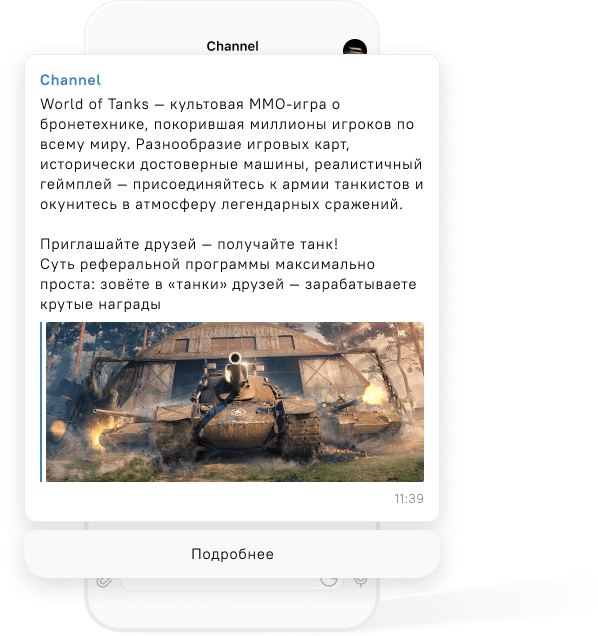 Channel
Channel
World of Tanks — культовая ММО-игра о
бронетехнике, покорившая миллионы игроков по
всему миру. Разнообразие игровых карт,
исторически достоверные машины, реалистичный
геймплей — присоединяйтесь к армии танкистов и
окунитесь в атмосферу легендарных сражений.
Приглашайте друзей — получайте танк!
Суть реферальной программы максимально
проста: зовёте в «танки» друзей — зарабатываете
крутые награды
11:39
Подробнее